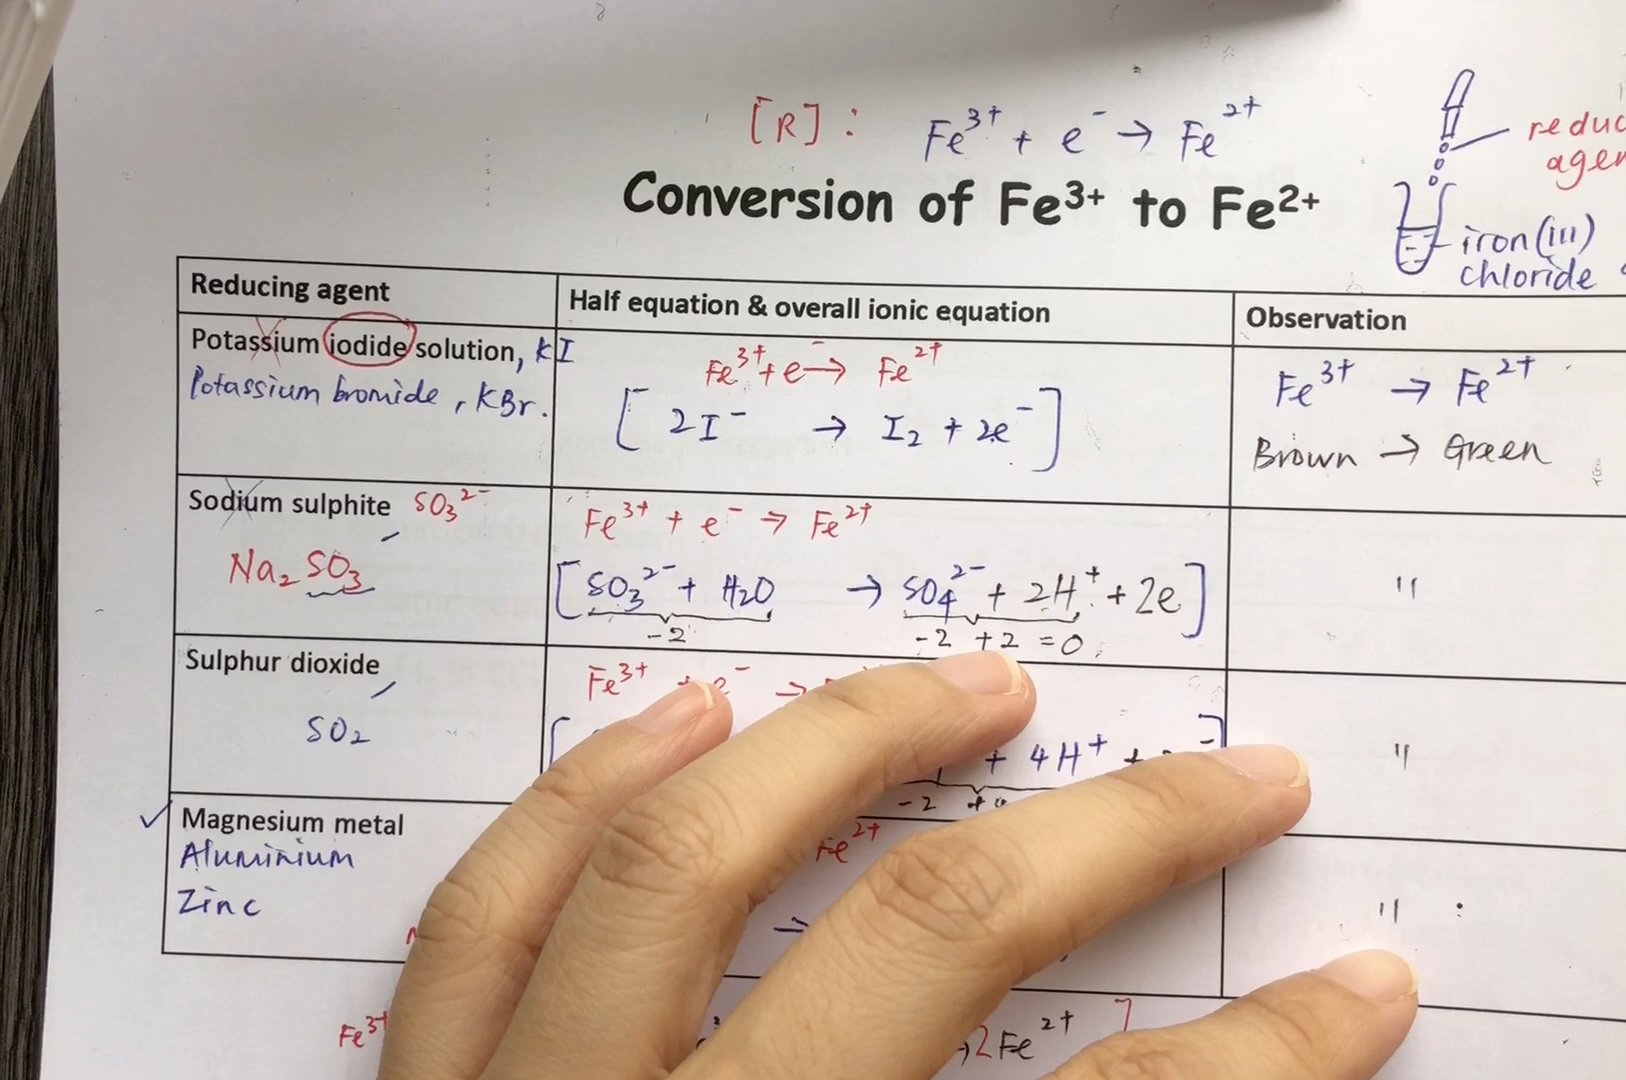 [R] : Fe³⁺ + e⁻ → Fe²⁺
Conversion of Fe³⁺ to Fe²⁺
iron (III)
chloride
Reducing agent
Half equation & overall ionic equation
Observation
Potassium iodide solution, KI
Potassium bromide, KBr.
Fe³⁺ + e⁻ → Fe²⁺
[ 2I⁻ → I₂ + 2e⁻ ]
Fe³⁺ → Fe²⁺
Brown → Green
Sodium sulphite SO₃²⁻
Na₂SO₃
Fe³⁺ + e⁻ → Fe²⁺
[ SO₃²⁻ + H₂O → SO₄²⁻ + 2H⁺ + 2e ]
-2 -2 +2 = 0
"
Sulphur dioxide
SO₂
Fe³⁺ e⁻ →
+ 4H⁺ +
-2
"
Magnesium metal
Aluminium
Zinc
Fe²⁺
→
"
Fe³⁺
2Fe²⁺ ]